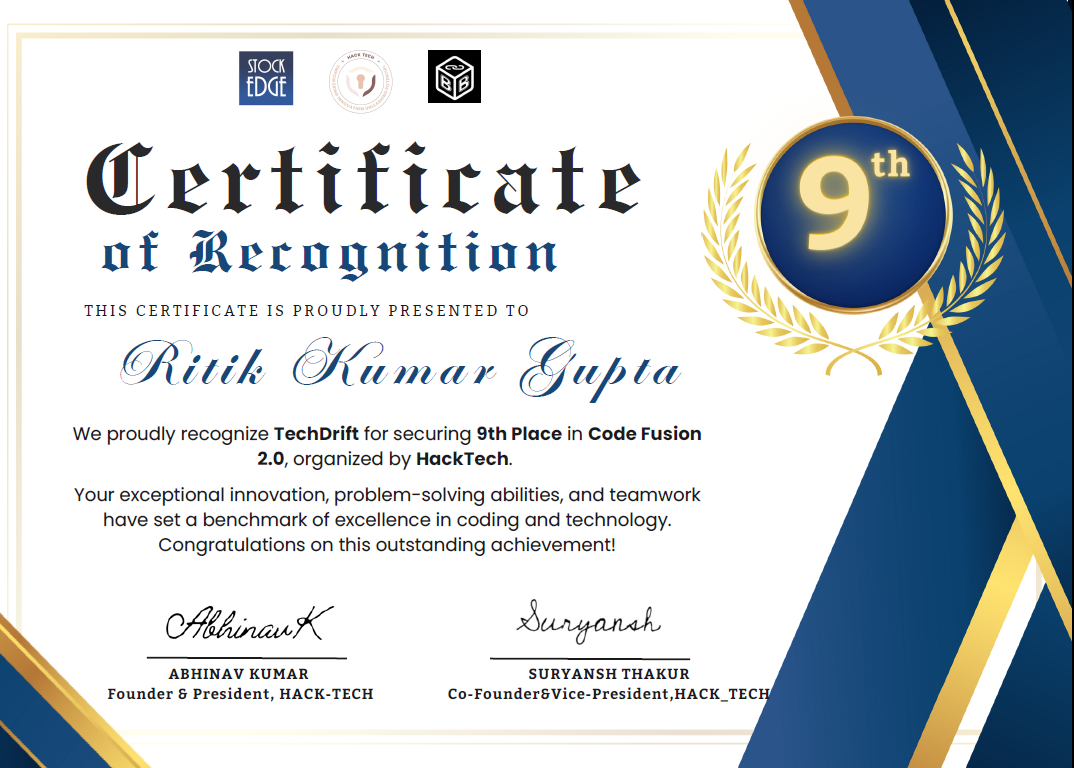 STOCK
EDGE
HACK TECH
B B
Certificate
of Recognition
9th
THIS CERTIFICATE IS PROUDLY PRESENTED TO
Ritik Kumar Gupta
We proudly recognize TechDrift for securing 9th Place in Code Fusion
2.0, organized by HackTech.
Your exceptional innovation, problem-solving abilities, and teamwork
have set a benchmark of excellence in coding and technology.
Congratulations on this outstanding achievement!
Abhinav K
Suryansh
ABHINAV KUMAR
SURYANSH THAKUR
Founder & President, HACK-TECH
Co-Founder&Vice-President,HACK_TECH